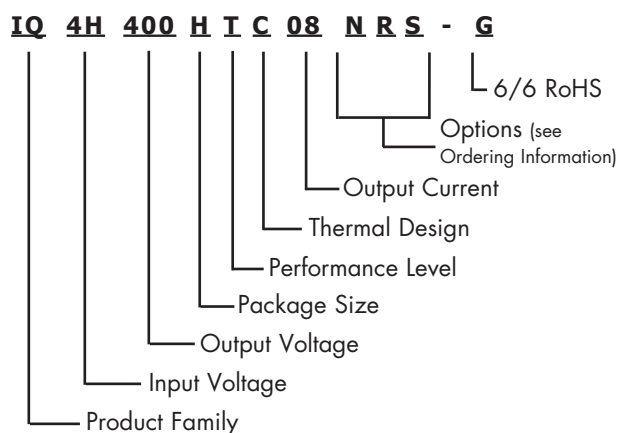 IQ 4H 400 H T C 08 N R S - G
6/6 RoHS
Options (see
Ordering Information)
Output Current
Thermal Design
Performance Level
Package Size
Output Voltage
Input Voltage
Product Family